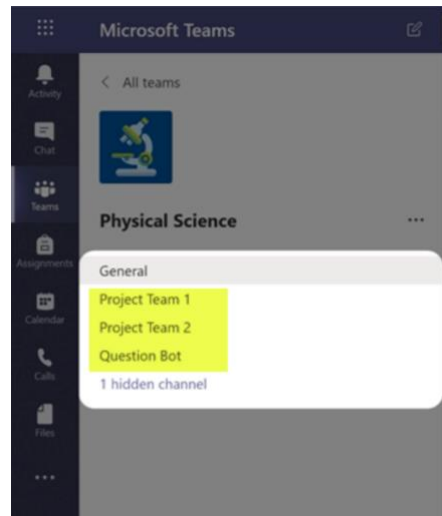 Microsoft Teams
Activity
Chat
Teams
Assignments
Calendar
Calls
Files
All teams
Physical Science
General
Project Team 1
Project Team 2
Question Bot
1 hidden channel